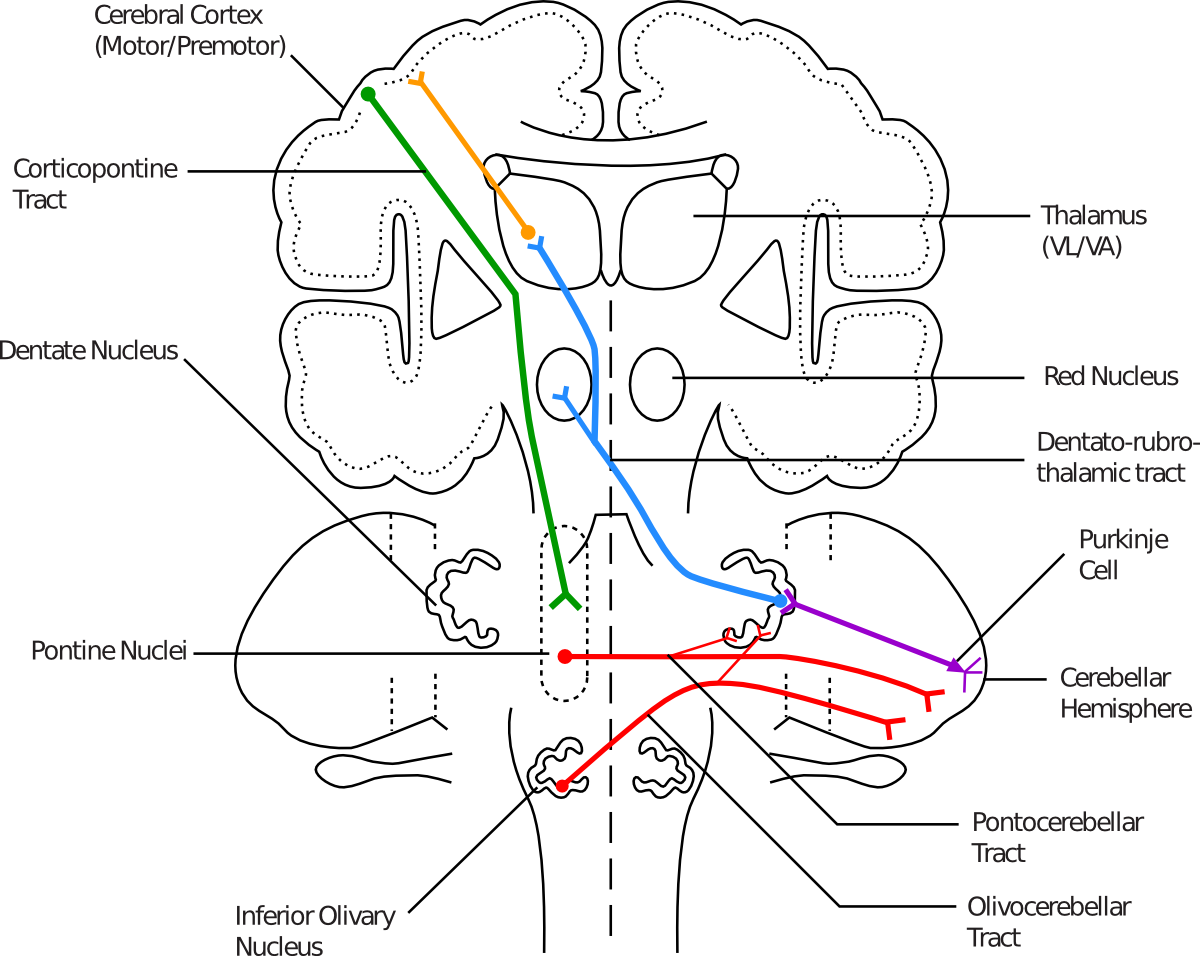 Cerebral Cortex
(Motor/Premotor)
Corticopontine
Tract
Thalamus
(VL/VA)
Dentate Nucleus
Red Nucleus
Dentato-rubro-
thalamic tract
Purkinje
Cell
Pontine Nuclei
Cerebellar
Hemisphere
Pontocerebellar
Tract
Inferior Olivary
Nucleus
Olivocerebellar
Tract